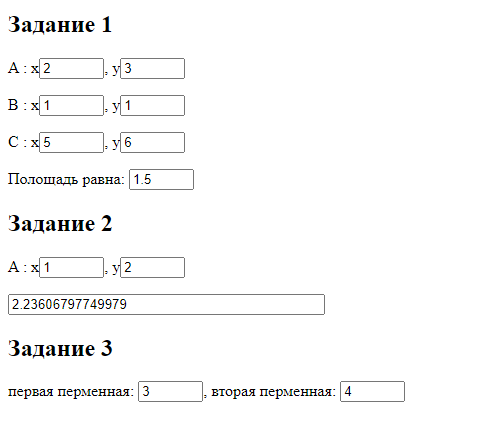 Задание 1
A : x 2 , y 3
B : x 1 , y 1
C : x 5 , y 6
Полощадь равна: 1.5
Задание 2
A : x 1 , y 2
2.23606797749979
Задание 3
первая перменная: 3 , вторая перменная: 4